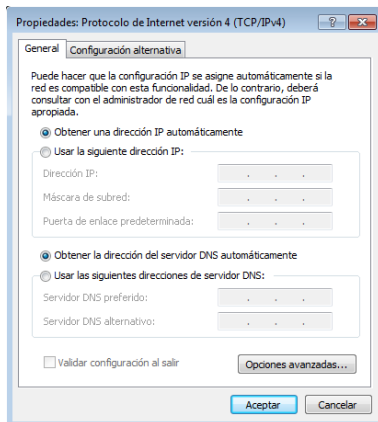 Propiedades: Protocolo de Internet versión 4 (TCP/IPv4)
General
Configuración alternativa
Puede hacer que la configuración IP se asigne automáticamente si la
red es compatible con esta funcionalidad. De lo contrario, deberá
consultar con el administrador de red cuál es la configuración IP
apropiada.
Obtener una dirección IP automáticamente
Usar la siguiente dirección IP:
Dirección IP:
Máscara de subred:
Puerta de enlace predeterminada:
Obtener la dirección del servidor DNS automáticamente
Usar las siguientes direcciones de servidor DNS:
Servidor DNS preferido:
Servidor DNS alternativo:
Validar configuración al salir
Opciones avanzadas...
Aceptar
Cancelar